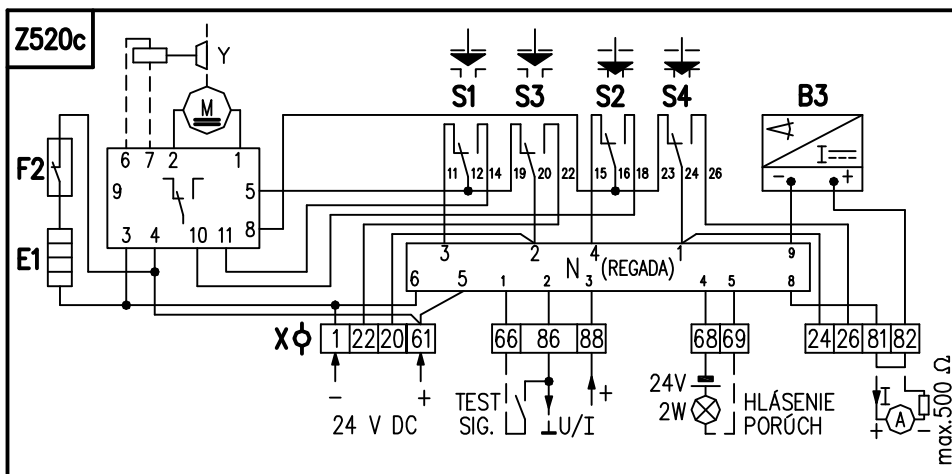 Z520c
Y
S1 S3 S2 S4 B3
M
6 7 2 1
F2
9 5
11 12 14 19 20 22 15 16 18 23 24 26
I
- +
8
3 4 10 11
E1
3 2 4 1 9
N (REGADA)
6 5 1 2 3 4 5 8
X 1 22 20 61 66 86 88 68 69 24 26 81 82
- +
24 V DC
TEST
SIG.
U/I
+
24V
2W
HLÁSENIE
PORÚCH
I
+ A -
max.500 Ω